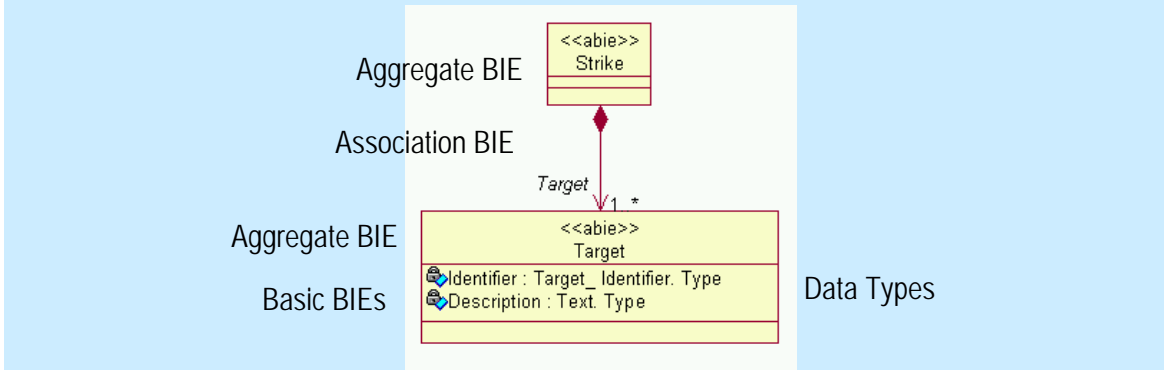 <<abie>>
Strike
Aggregate BIE
Association BIE
Target
1..*
Aggregate BIE
<<abie>>
Target
Identifier : Target_ Identifier. Type
Description : Text. Type
Basic BIEs
Data Types